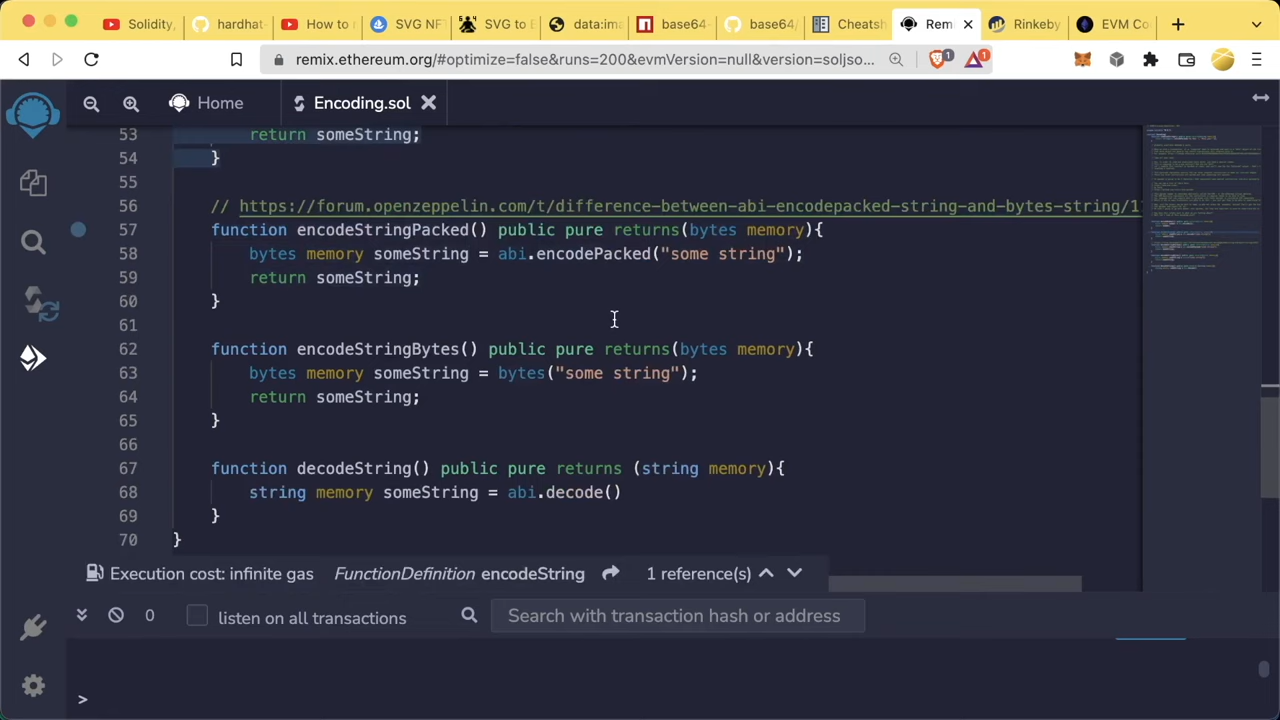 Solidity,
hardhat-
How to
SVG NFT
SVG to B
data:ima
base64-
base64/
Cheatsh
Remi
Rinkeby
EVM Co
remix.ethereum.org/#optimize=false&runs=200&evmVersion=null&version=soljso...
1
1
Home
Encoding.sol
53 return someString;
54 }
55
56 // https://forum.openzeppelin.com/t/difference-between-abi-encodepacked-string-and-bytes-string/1
57 function encodeStringPacked() public pure returns(bytes memory){
58 bytes memory someString = abi.encodePacked("some string");
59 return someString;
60 }
61
62 function encodeStringBytes() public pure returns(bytes memory){
63 bytes memory someString = bytes("some string");
64 return someString;
65 }
66
67 function decodeString() public pure returns (string memory){
68 string memory someString = abi.decode()
69 }
70 }
Execution cost: infinite gas FunctionDefinition encodeString 1 reference(s)
0 listen on all transactions Search with transaction hash or address
>